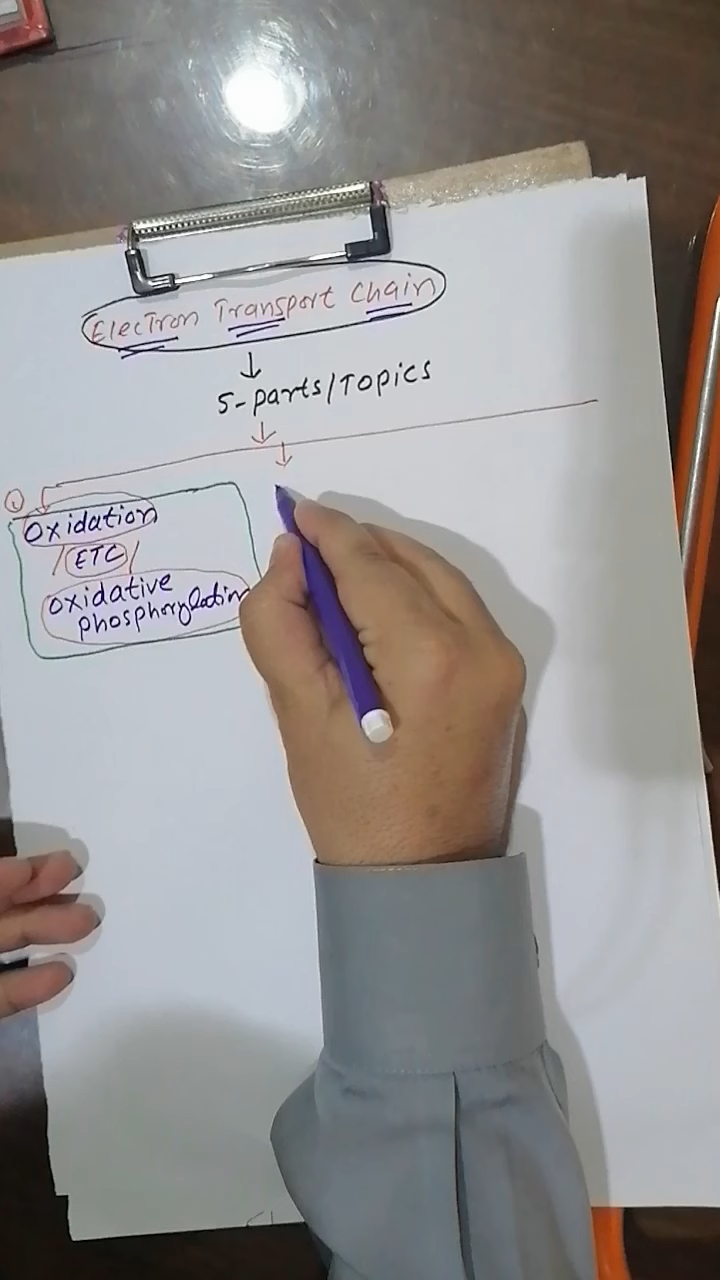 Electron Transport Chain
5-parts/Topics
1
Oxidation
/ETC/
oxidative
phosphorylation